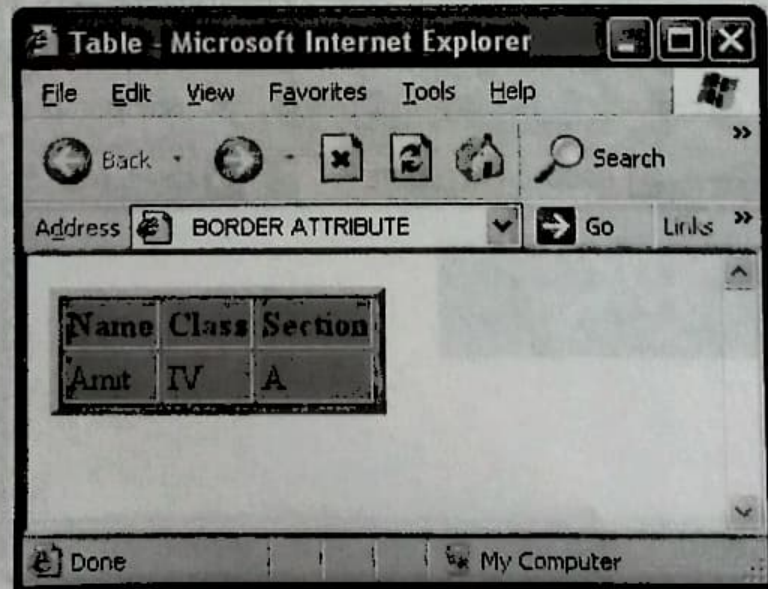 Table - Microsoft Internet Explorer
File Edit View Favorites Tools Help
Back Search »
Address BORDER ATTRIBUTE Go Links »
Name Class Section
Amit IV A
Done My Computer